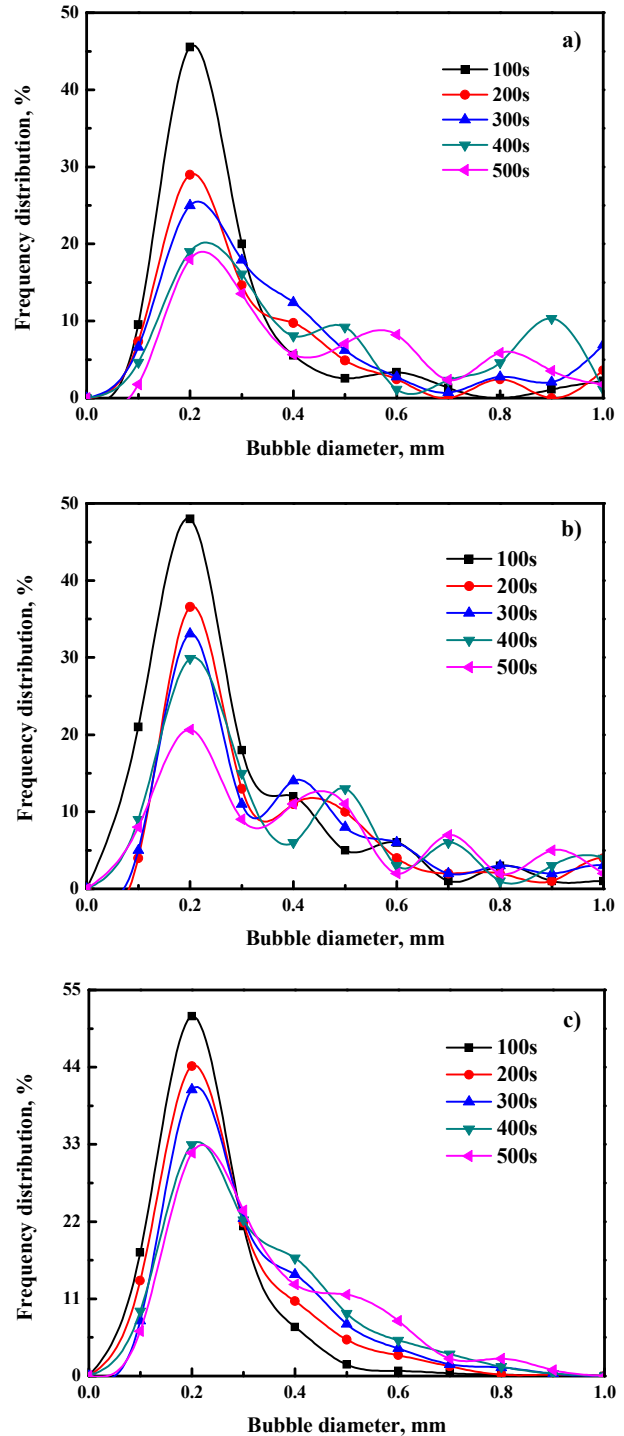 a)
50
40
30
20
10
0
Frequency distribution, %
100s
200s
300s
400s
500s
0.0 0.2 0.4 0.6 0.8 1.0
Bubble diameter, mm
b)
50
40
30
20
10
0
Frequency distribution, %
100s
200s
300s
400s
500s
0.0 0.2 0.4 0.6 0.8 1.0
Bubble diameter, mm
c)
55
44
33
22
11
0
Frequency distribution, %
100s
200s
300s
400s
500s
0.0 0.2 0.4 0.6 0.8 1.0
Bubble diameter, mm